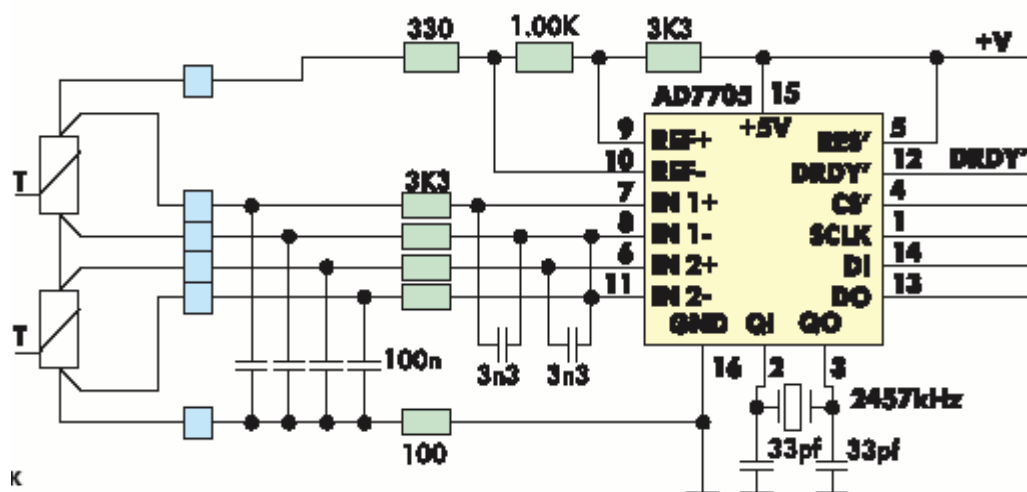 330 1.00K 3K3 +V
AD7705 15
+5V
9 REF+ RES' 5
10 REF- DRDY' 12 DRDY'
T 3K3 7 IN 1+ CS' 4
8 IN 1- SCLK 1
6 IN 2+ DI 14
11 IN 2- DO 13
GND QI QO
T 100n 3n3 3n3 16 2 3
2457kHz
100 33pf 33pf
K